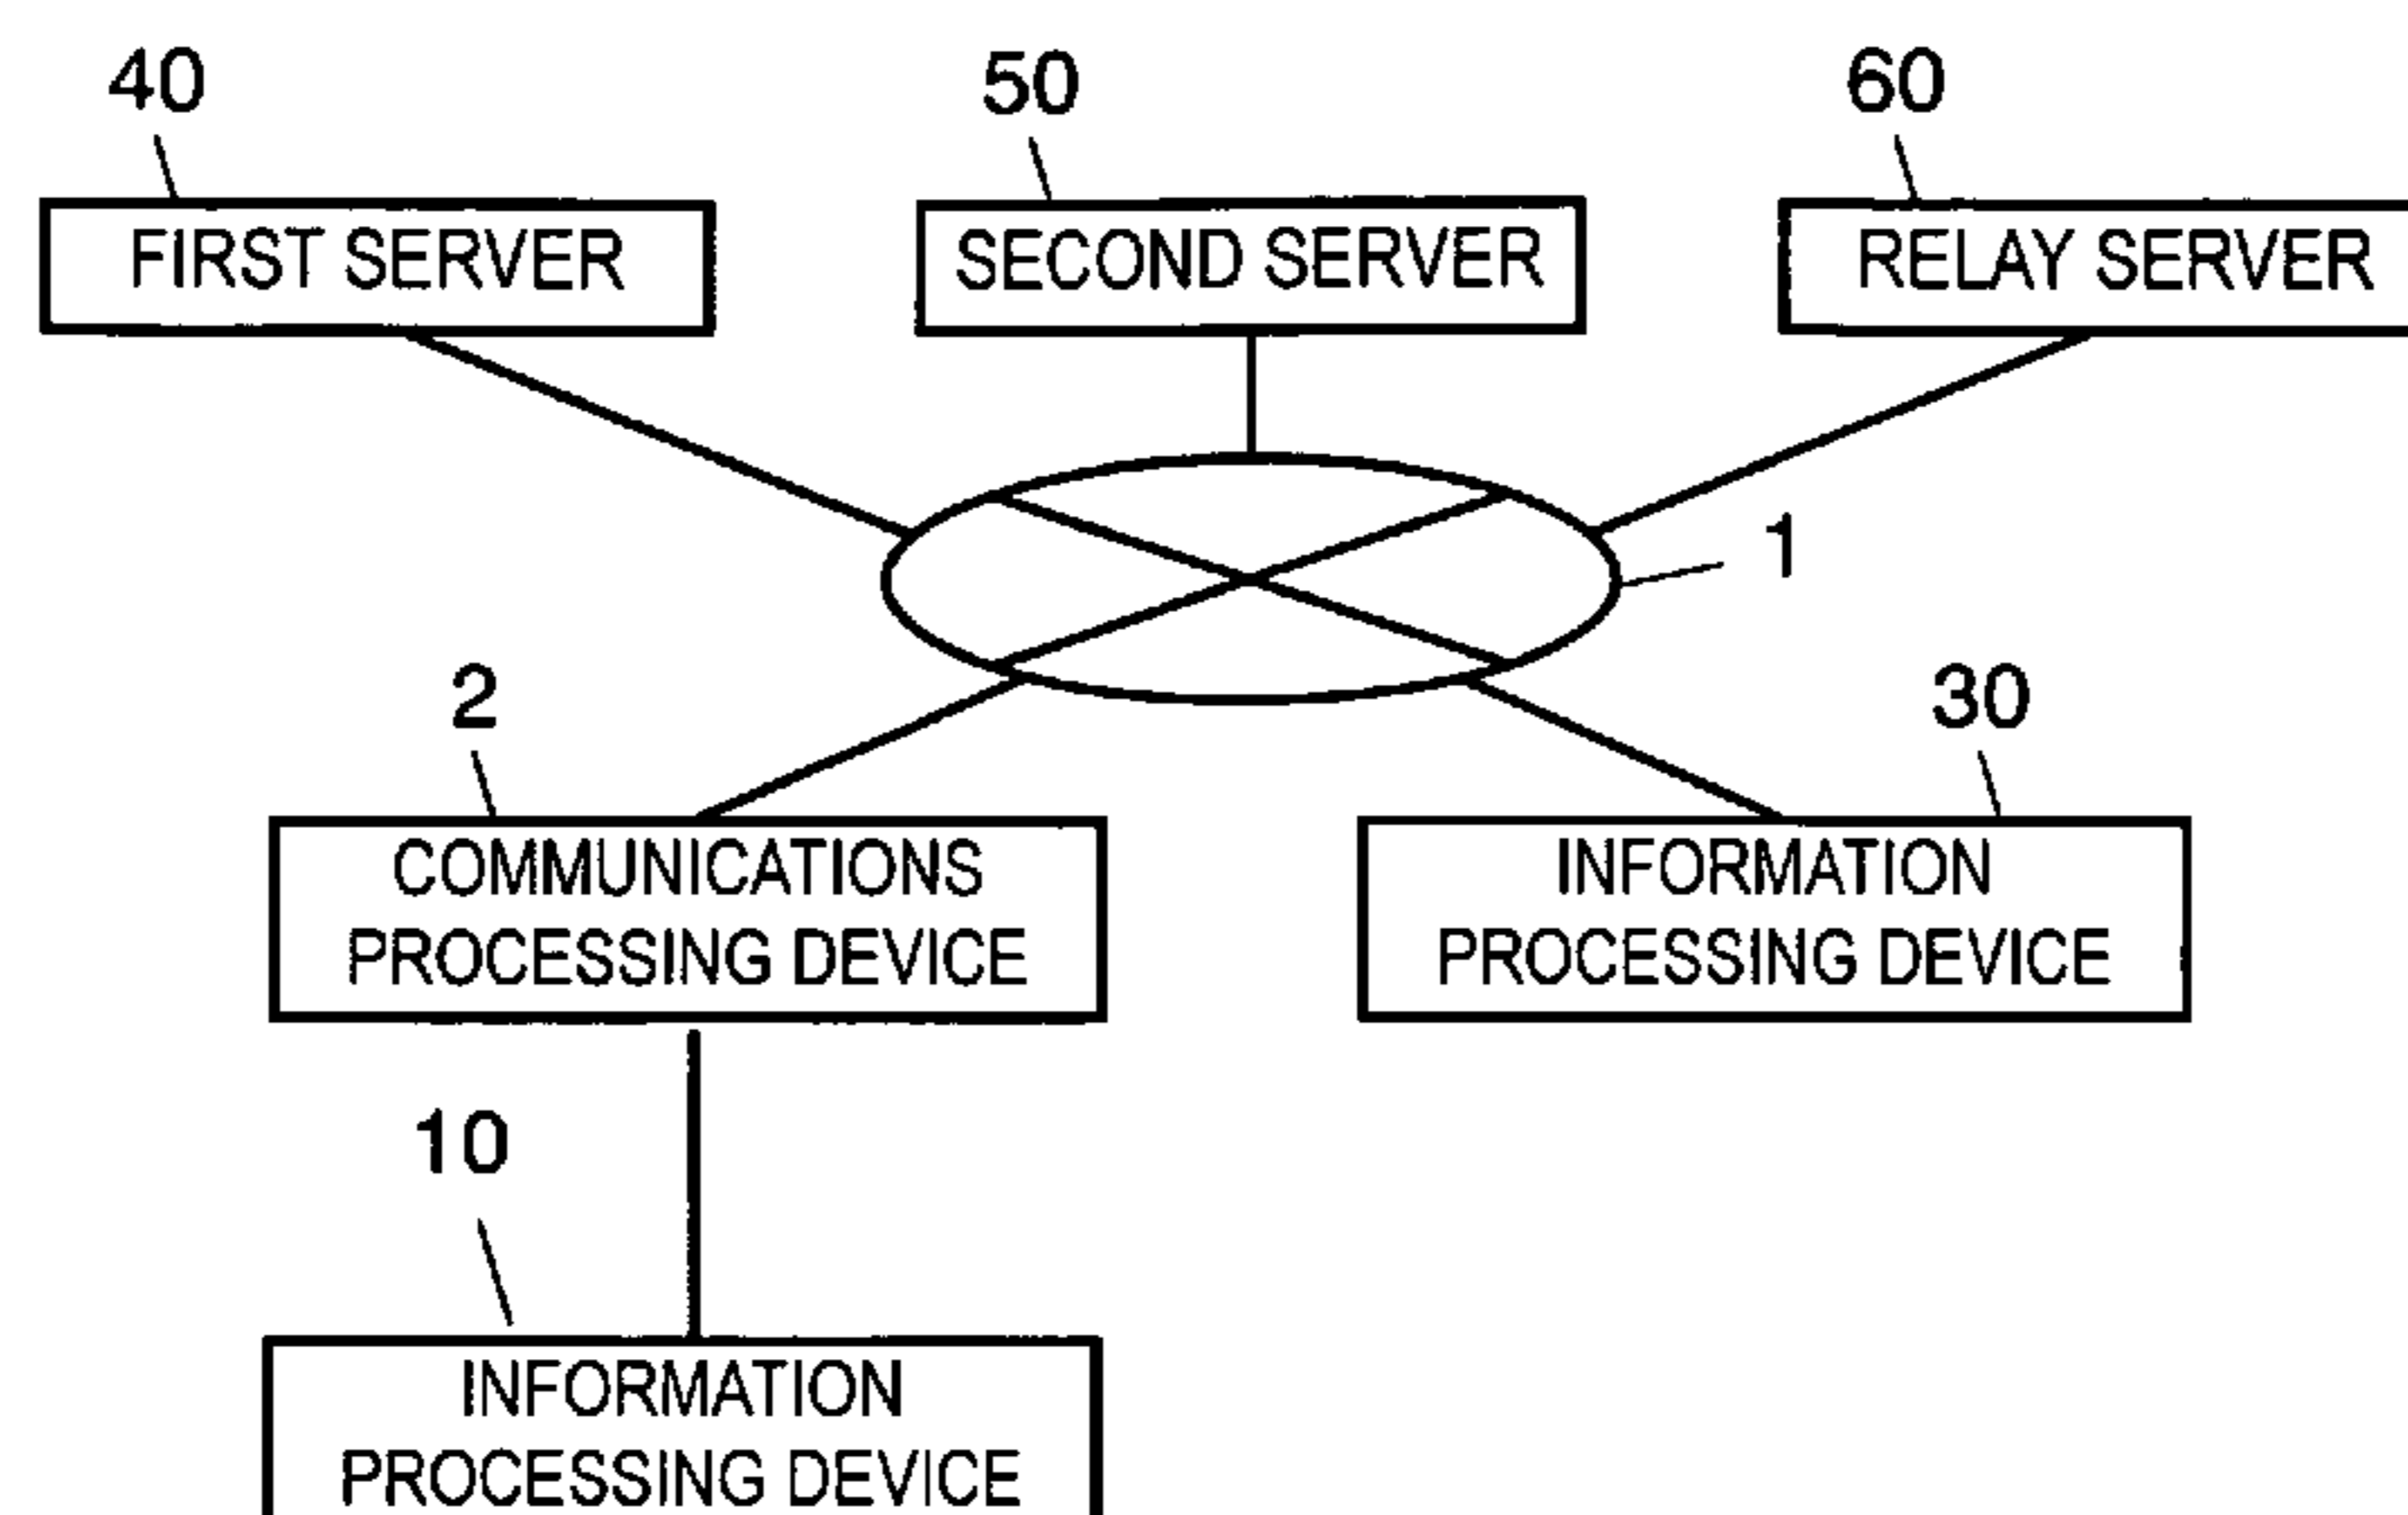 40
50
60
FIRST SERVER
SECOND SERVER
RELAY SERVER
1
2
30
COMMUNICATIONS
PROCESSING DEVICE
INFORMATION
PROCESSING DEVICE
10
INFORMATION
PROCESSING DEVICE